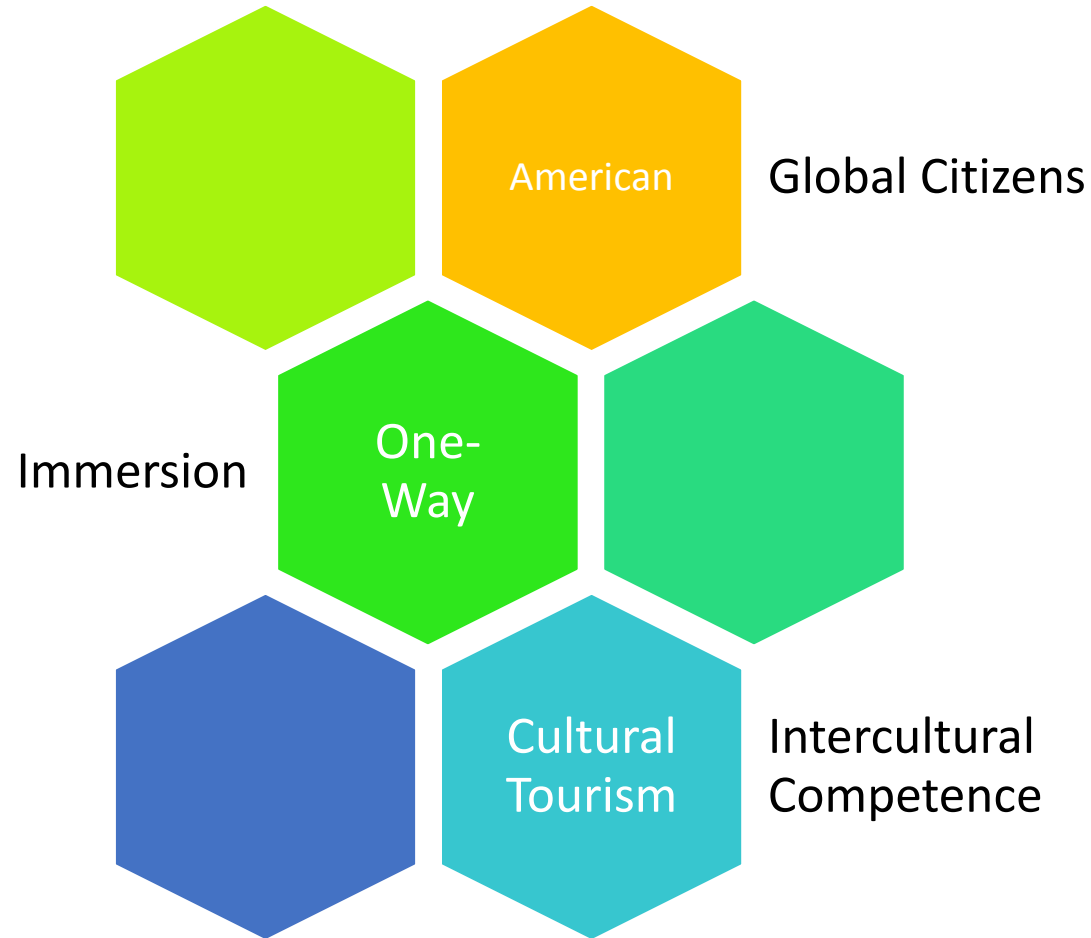 American
Global Citizens
Immersion
One-
Way
Cultural
Tourism
Intercultural
Competence